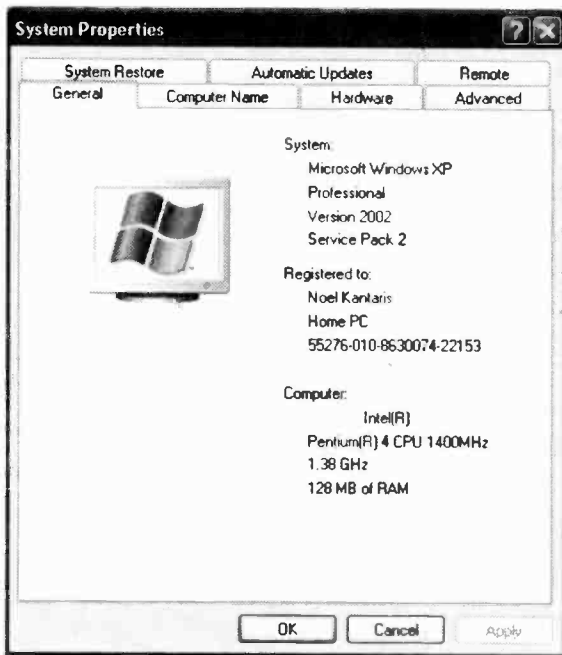 System Properties
System Restore
Automatic Updates
Remote
General
Computer Name
Hardware
Advanced
System:
Microsoft Windows XP
Professional
Version 2002
Service Pack 2
Registered to:
Noel Kantaris
Home PC
55276-010-8630074-22153
Computer:
Intel(R)
Pentium(R) 4 CPU 1400MHz
1.38 GHz
128 MB of RAM
OK
Cancel
Apply